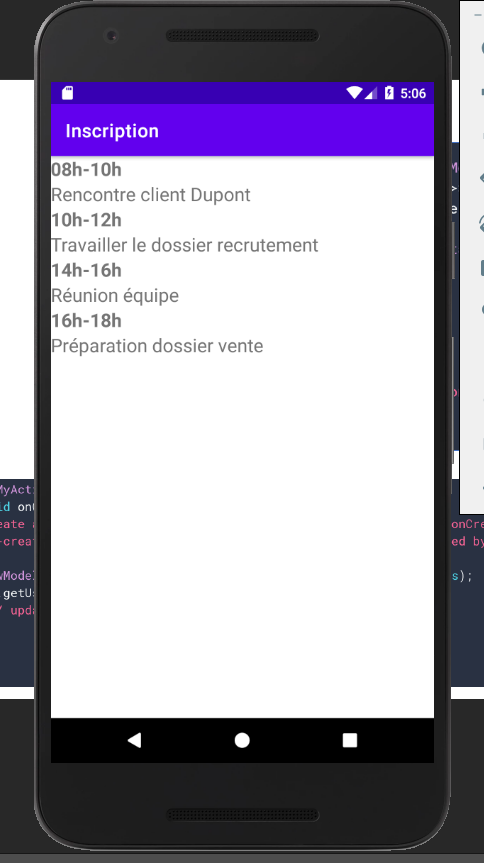 5:06
Inscription
08h-10h
Rencontre client Dupont
10h-12h
Travailler le dossier recrutement
14h-16h
Réunion équipe
16h-18h
Préparation dossier vente
s);
getU